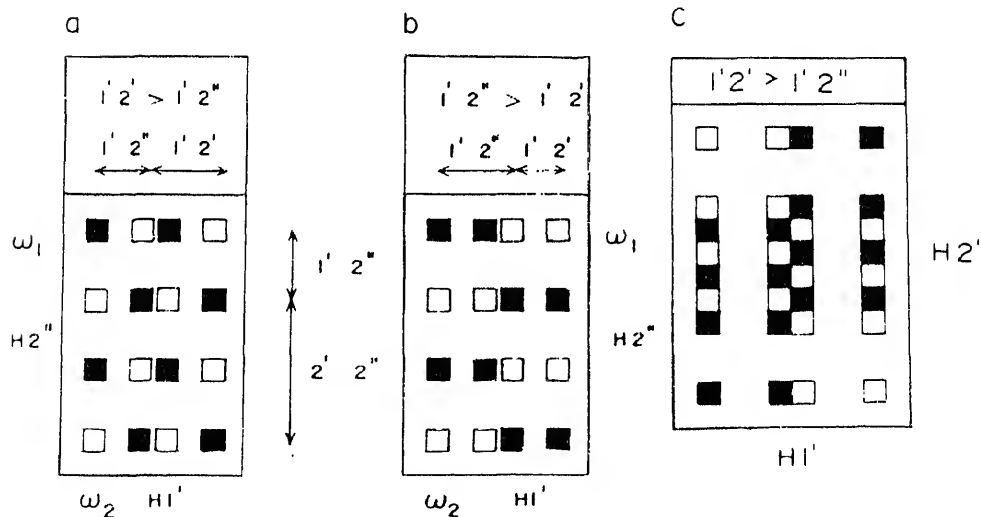 a
1' 2' > 1' 2"
1' 2" 1' 2'
ω1
H2"
ω2 H1'
1' 2"
2' 2"
b
1' 2" > 1' 2'
1' 2" 1' 2'
ω1
H2"
ω2 H1'
c
1'2' > 1'2"
H2'
H1'